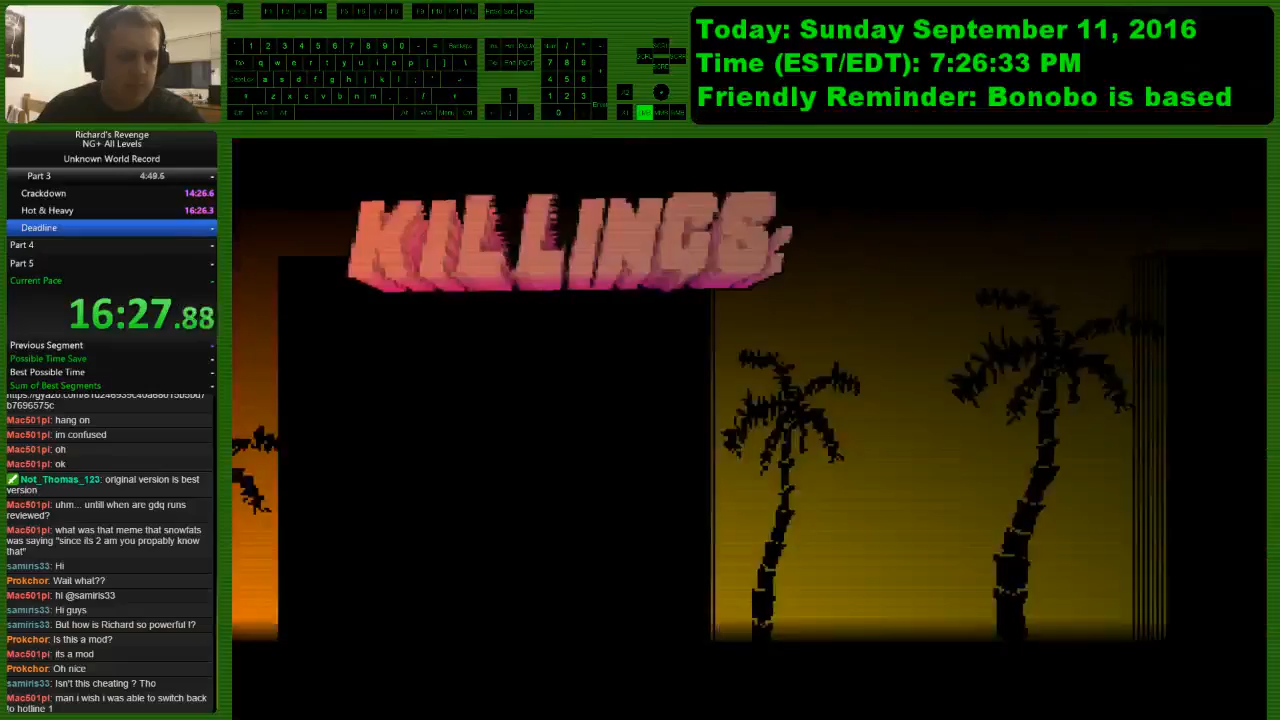 Today: Sunday September 11, 2016
Time (EST/EDT): 7:26:33 PM
Friendly Reminder: Bonobo is based
Richard's Revenge
NG+ All Levels
Unknown World Record
Part 3 4:49.6 -
Crackdown 14:26.6
Hot & Heavy 16:26.3
Deadline -
Part 4 -
Part 5 -
Current Pace -
16:27.88
Previous Segment -
Possible Time Save -
Best Possible Time -
Sum of Best Segments -
b7696575c
Mac501pl: hang on
Mac501pl: im confused
Mac501pl: oh
Mac501pl: ok
Not_Thomas_123: original version is best
version
Mac501pl: uhm... untill when are gdq runs
reviewed?
Mac501pl: what was that meme that snowfats
was saying "since its 2 am you propably know
that"
samiris33: Hi
Prokchor: Wait what??
Mac501pl: hi @samiris33
samiris33: Hi guys
samiris33: But how is Richard so powerful !?
Prokchor: Is this a mod?
Mac501pl: its a mod
Prokchor: Oh nice
samiris33: Isn't this cheating ? Tho
Mac501pl: man i wish i was able to switch back
to hotline 1
KILLINGS